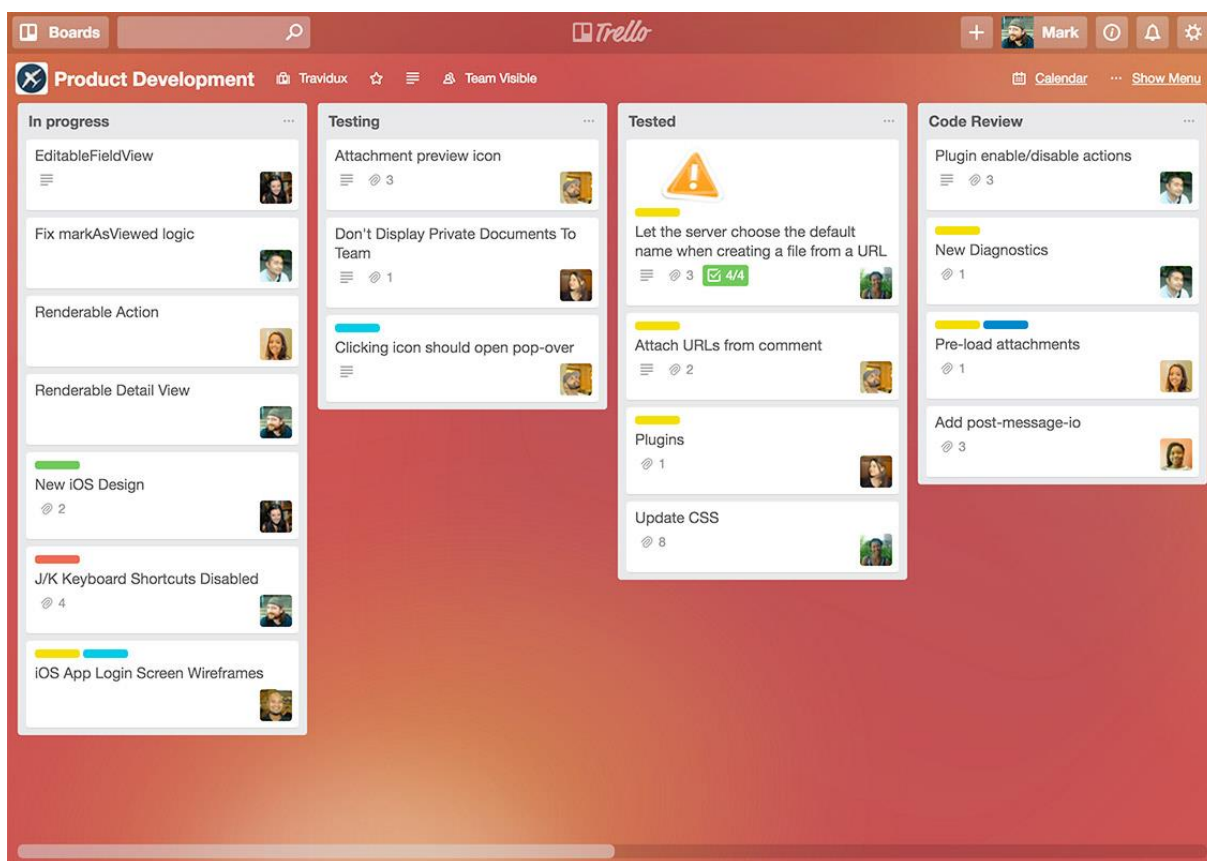 Boards
Trello
Mark
Product Development
Travidux
Team Visible
Calendar
Show Menu
In progress
EditableFieldView
Fix markAsViewed logic
Renderable Action
Renderable Detail View
New iOS Design
2
J/K Keyboard Shortcuts Disabled
4
iOS App Login Screen Wireframes
Testing
Attachment preview icon
3
Don't Display Private Documents To
Team
1
Clicking icon should open pop-over
Tested
Let the server choose the default
name when creating a file from a URL
3 4/4
Attach URLs from comment
2
Plugins
1
Update CSS
8
Code Review
Plugin enable/disable actions
3
New Diagnostics
1
Pre-load attachments
1
Add post-message-io
3